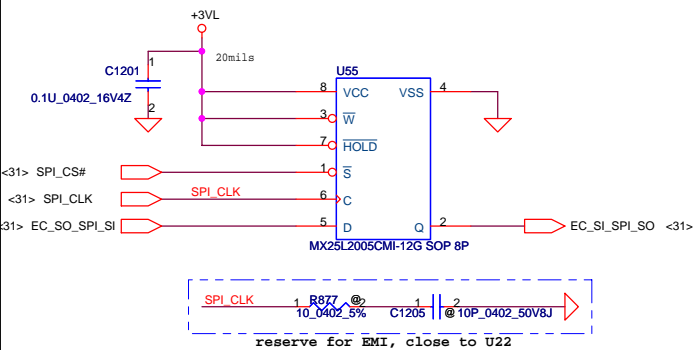 +3VL
20mils
1
C1201
0.1U_0402_16V4Z
2
U55
8 VCC VSS 4
3 W
7 HOLD
<31> SPI_CS# 1 S
<31> SPI_CLK SPI_CLK 6 C
<31> EC_SO_SPI_SI 5 D Q 2 EC_SI_SPI_SO <31>
MX25L2005CMI-12G SOP 8P
SPI_CLK 1 R877 @ 2 1 C1205 2
10_0402_5% @ 10P_0402_50V8J
reserve for EMI, close to U22